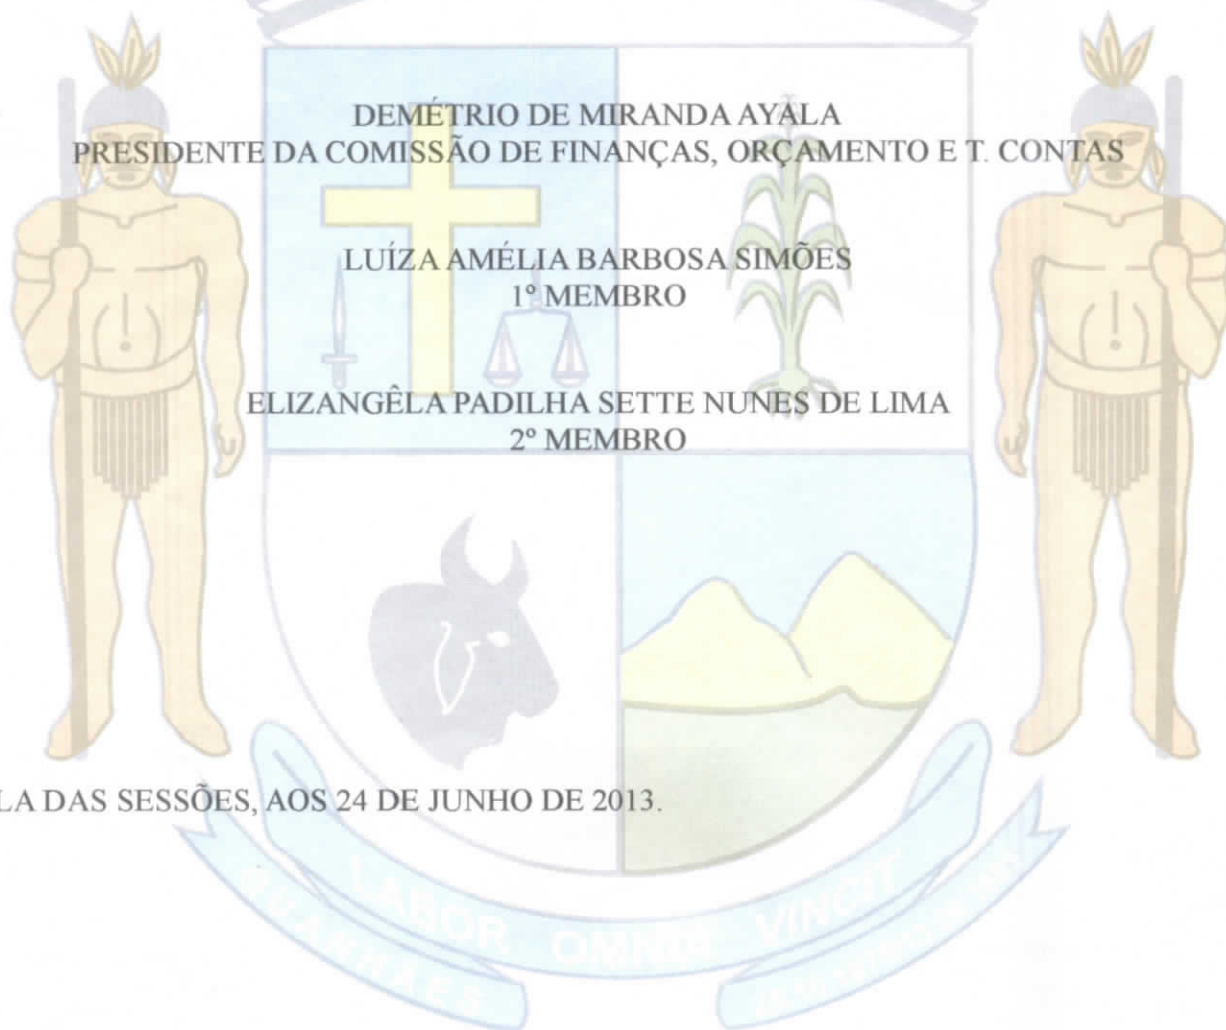 DEMÉTRIO DE MIRANDA AYALA
PRESIDENTE DA COMISSÃO DE FINANÇAS, ORÇAMENTO E T. CONTAS
LUÍZA AMÉLIA BARBOSA SIMÕES
1º MEMBRO
ELIZANGÊLA PADILHA SETTE NUNES DE LIMA
2º MEMBRO
LA DAS SESSÕES, AOS 24 DE JUNHO DE 2013.
LABOR OMNIA VINCIT
GUANHÃES